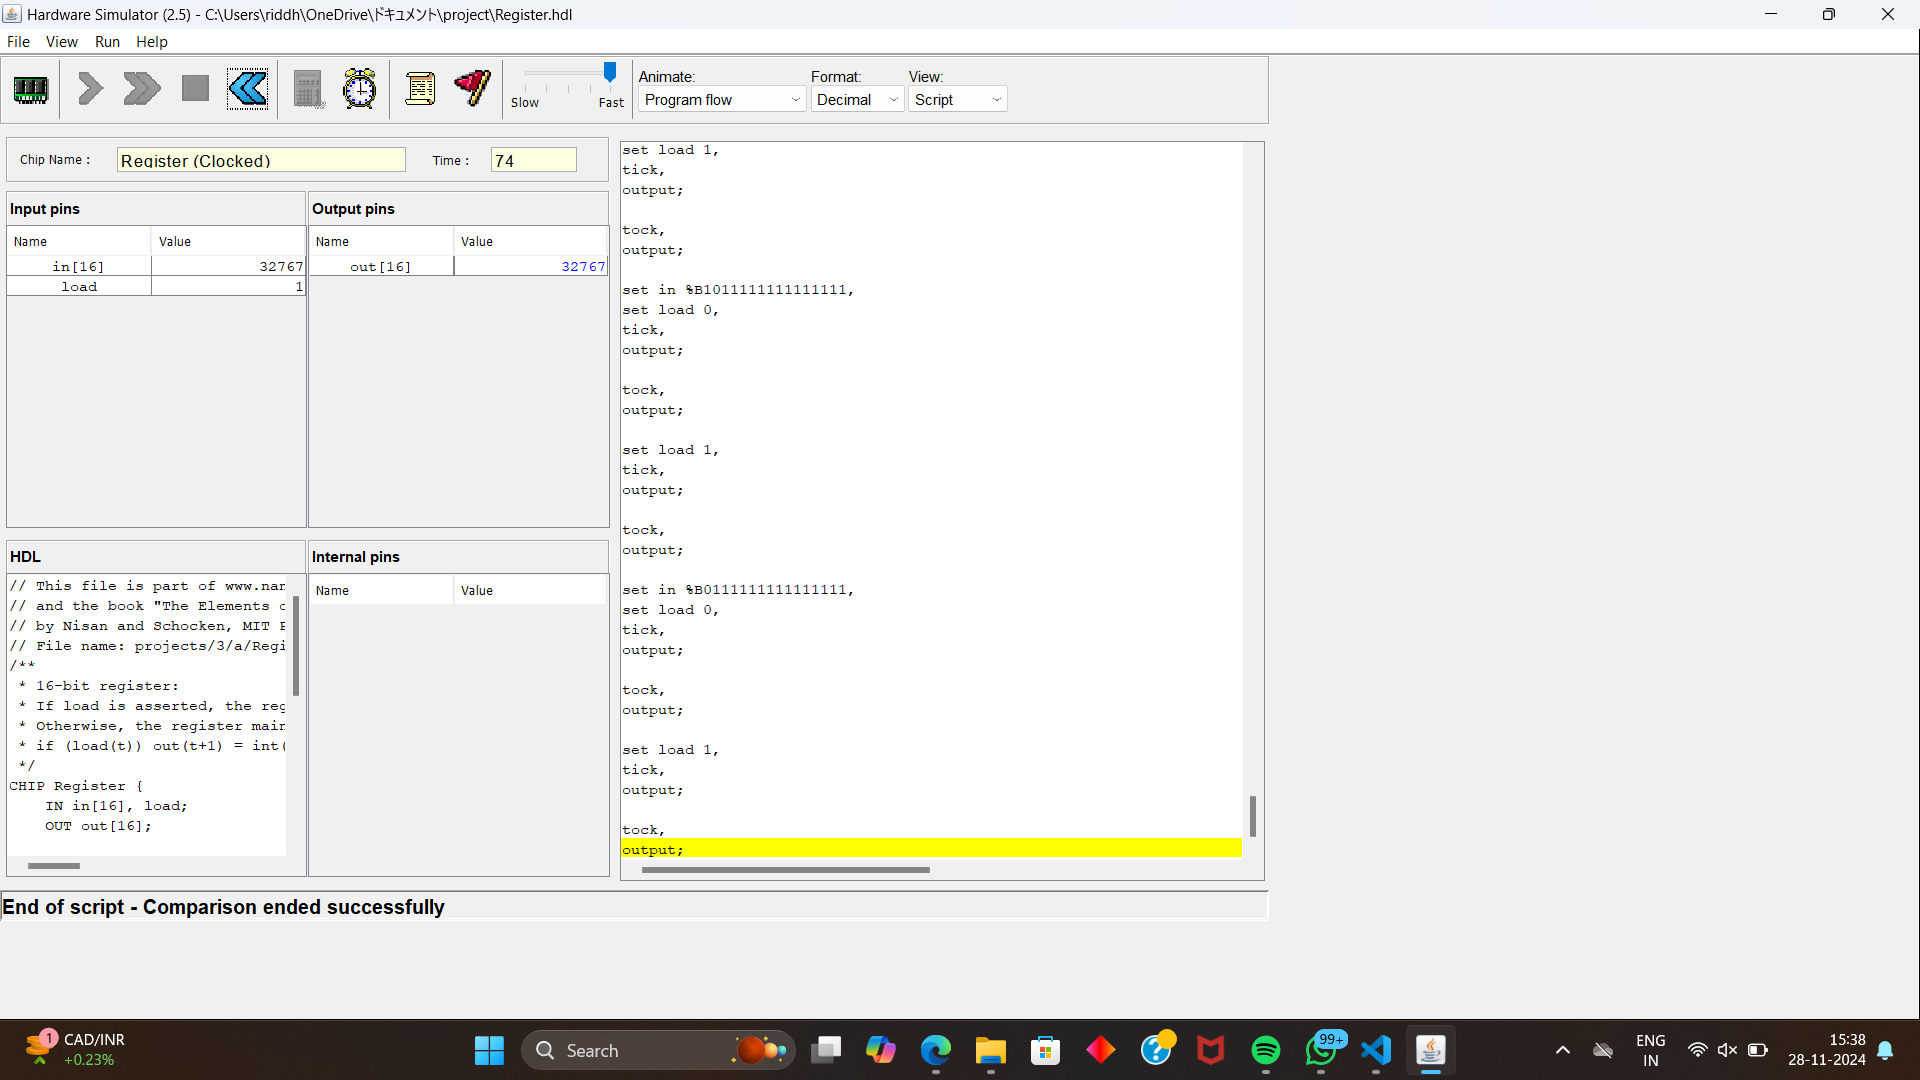 Hardware Simulator (2.5) - C:\Users\riddh\OneDrive\ドキュメント\project\Register.hdl
File View Run Help
Slow Fast
Animate: Format: View:
Program flow Decimal Script
Chip Name : Register (Clocked) Time : 74
Input pins
Name Value
in[16] 32767
load 1
Output pins
Name Value
out[16] 32767
HDL
// This file is part of www.nan
// and the book "The Elements o
// by Nisan and Schocken, MIT P
// File name: projects/3/a/Regi
/**
* 16-bit register:
* If load is asserted, the reg
* Otherwise, the register main
* if (load(t)) out(t+1) = int(
*/
CHIP Register {
IN in[16], load;
OUT out[16];
Internal pins
Name Value
set load 1,
tick,
output;
tock,
output;
set in %B1011111111111111,
set load 0,
tick,
output;
tock,
output;
set load 1,
tick,
output;
tock,
output;
set in %B0111111111111111,
set load 0,
tick,
output;
tock,
output;
set load 1,
tick,
output;
tock,
output;
End of script - Comparison ended successfully
1 CAD/INR
+0.23%
Search
99+
ENG
IN
15:38
28-11-2024